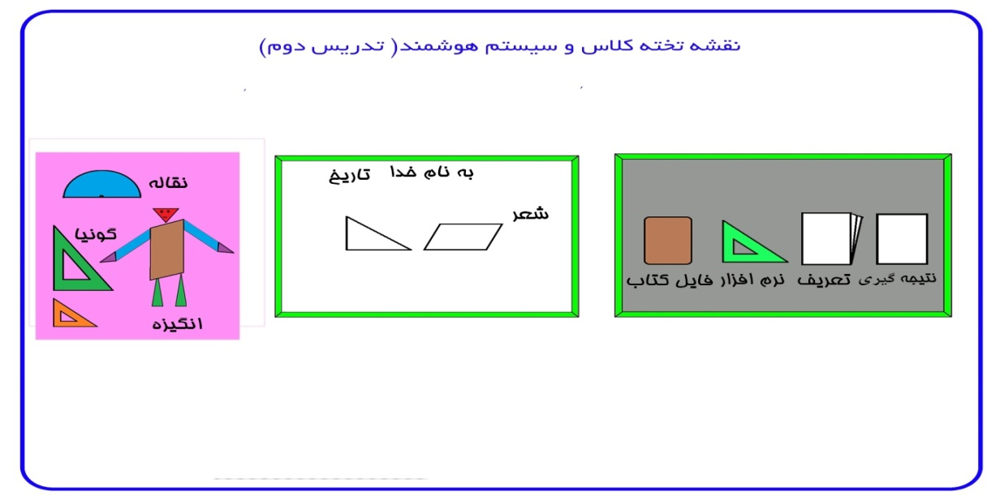 نقشه تخته کلاس و سیستم هوشمند( تدریس دوم)
به نام خدا
تاریخ
شعر
نتیجه گیری
تعریف
نرم افزار
فایل کتاب
نقاله
گونیا
انگیزه